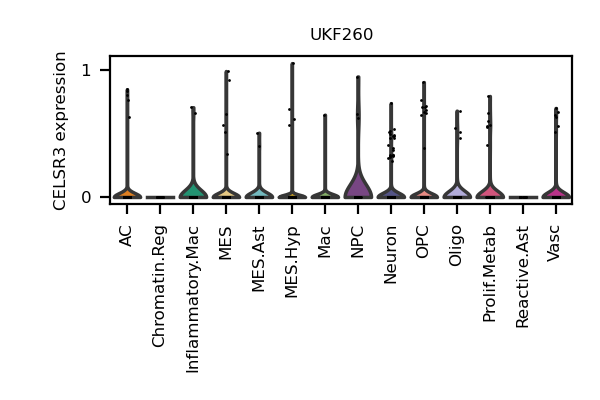 UKF260
CELSR3 expression
1
0
AC
Chromatin.Reg
Inflammatory.Mac
MES
MES.Ast
MES.Hyp
Mac
NPC
Neuron
OPC
Oligo
Prolif.Metab
Reactive.Ast
Vasc